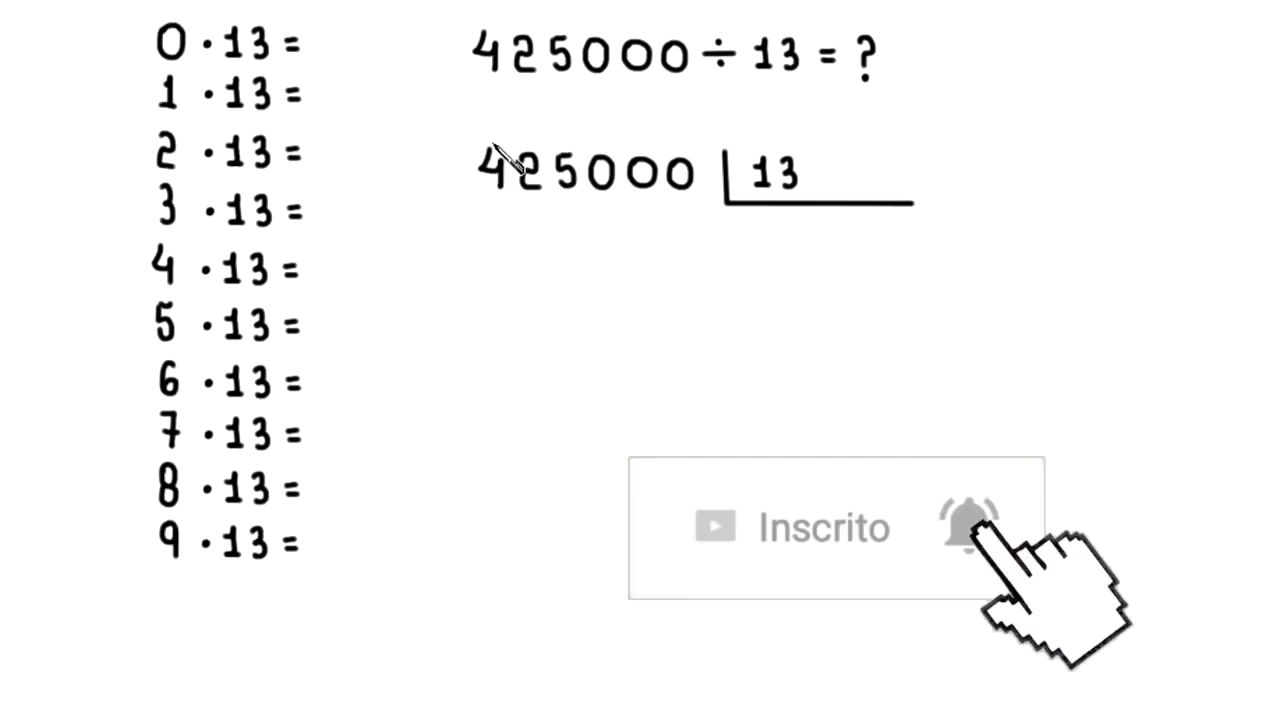 0 · 13 =
1 · 13 =
2 · 13 =
3 · 13 =
4 · 13 =
5 · 13 =
6 · 13 =
7 · 13 =
8 · 13 =
9 · 13 =
425000 ÷ 13 = ?
425000 13
Inscrito